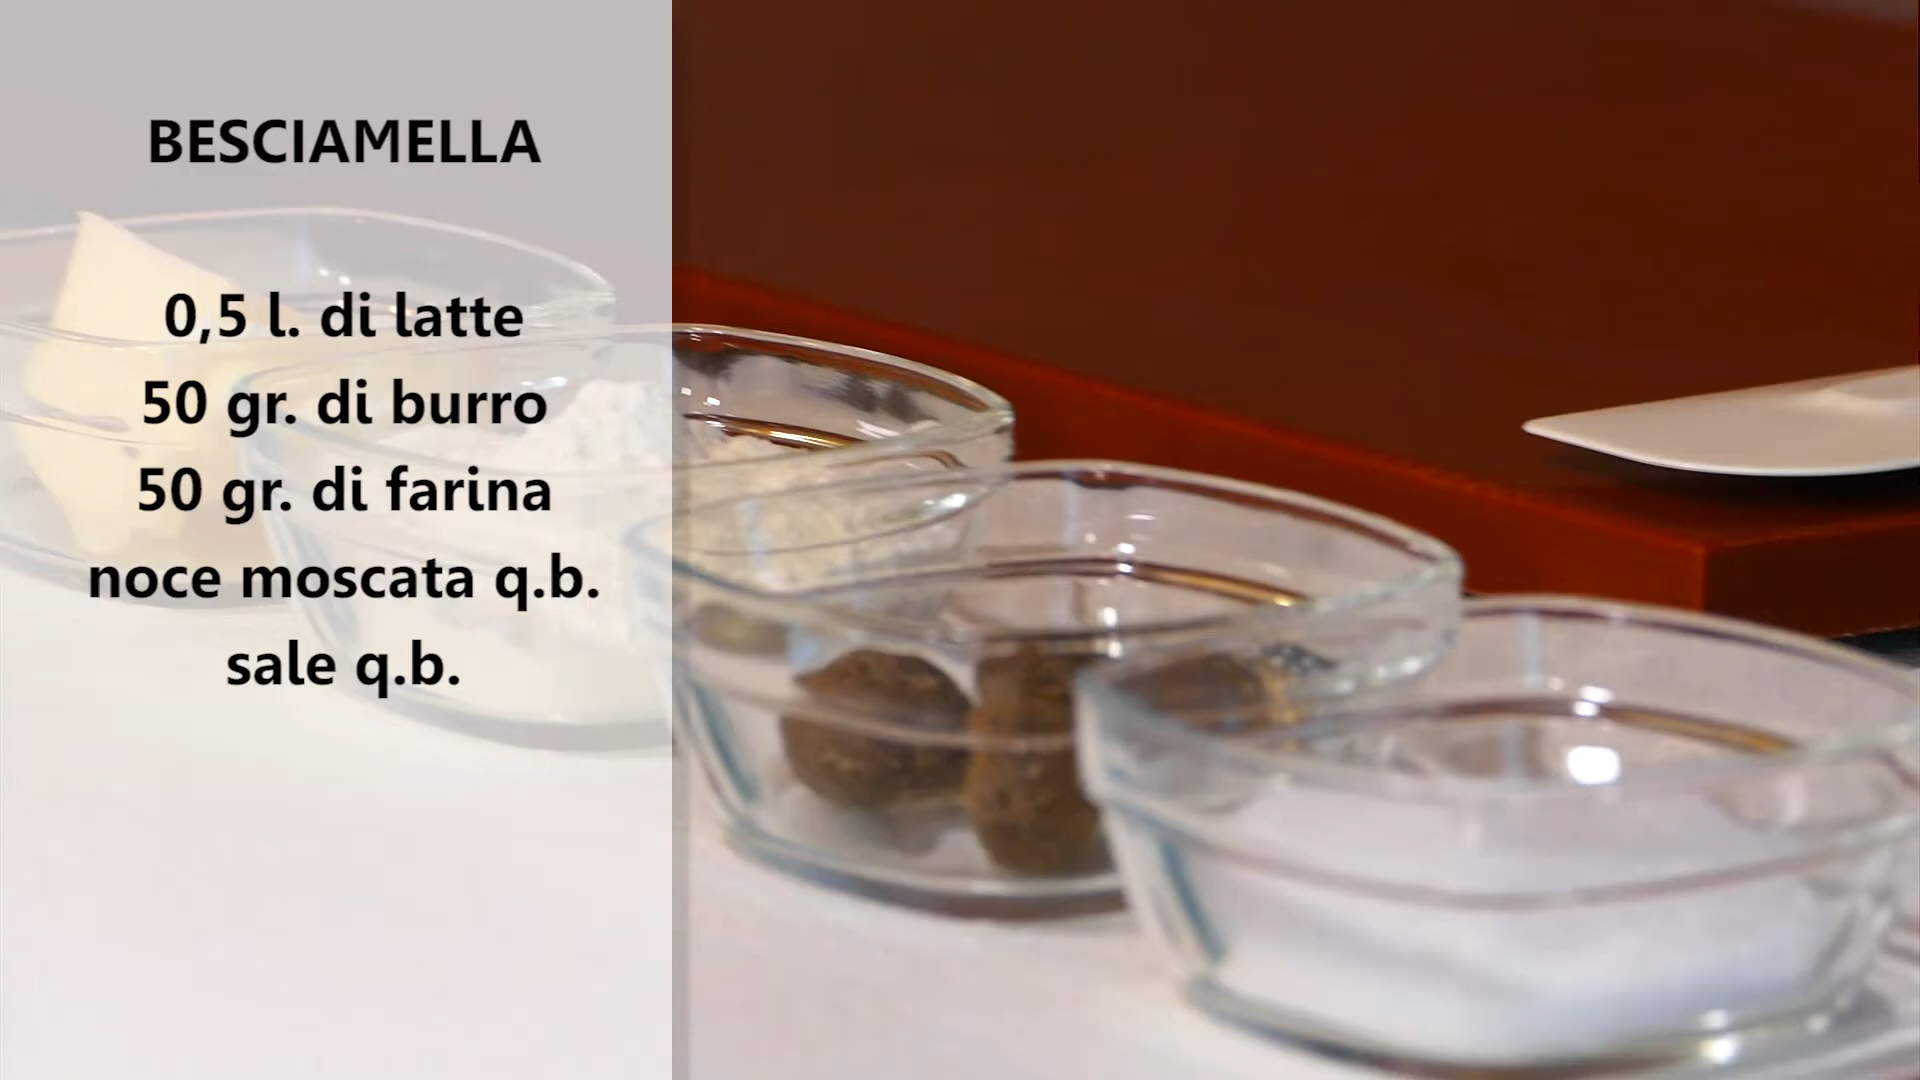 BESCIAMELLA
0,5 l. di latte
50 gr. di burro
50 gr. di farina
noce moscata q.b.
sale q.b.